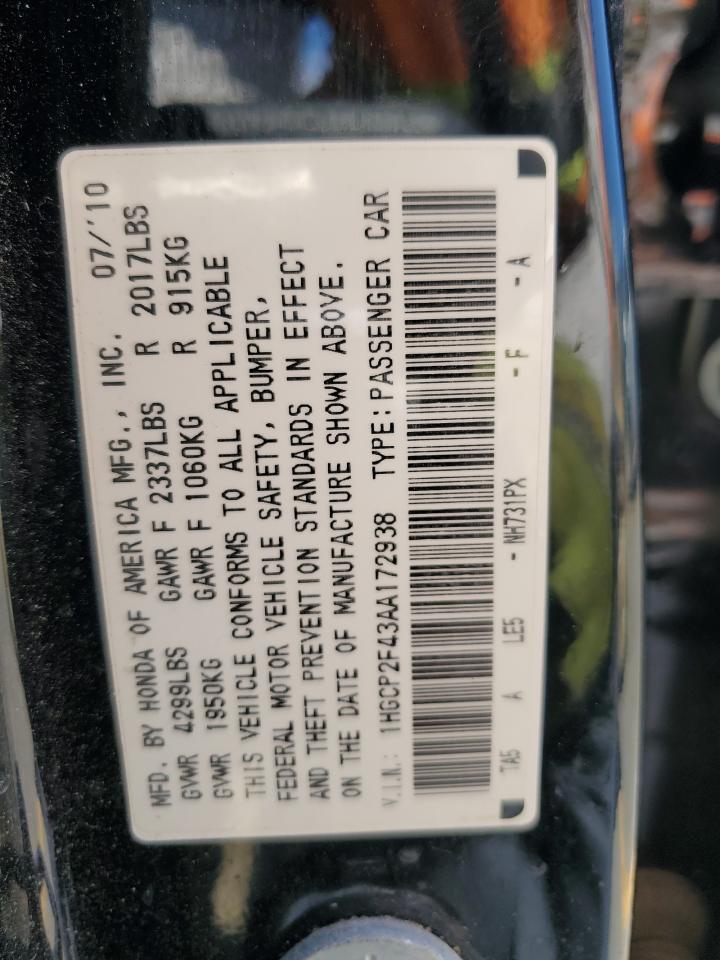 MFD. BY HONDA OF AMERICA MFG., INC. 07/'10
GVWR 4299LBS GAWR F 2337LBS R 2017LBS
GVWR 1950KG GAWR F 1060KG R 915KG
THIS VEHICLE CONFORMS TO ALL APPLICABLE
FEDERAL MOTOR VEHICLE SAFETY, BUMPER,
AND THEFT PREVENTION STANDARDS IN EFFECT
ON THE DATE OF MANUFACTURE SHOWN ABOVE.
V.I.N.: 1HGCP2F43AA172938 TYPE:PASSENGER CAR
TA5 A LE5 - NH731PX - F - A